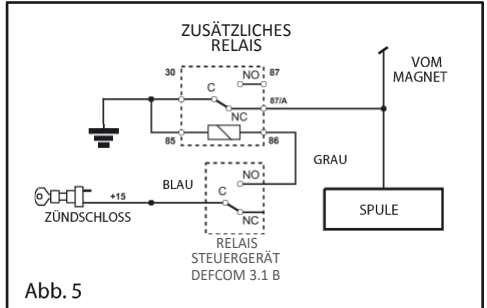 ZUSÄTZLICHES
RELAIS
30
NO
87
C
VOM
MAGNET
87/A
NC
85
86
GRAU
NO
BLAU
C
+15
ZÜNDSCHLOSS
NC
SPULE
RELAIS
STEUERGERÄT
DEFCOM 3.1 B
Abb. 5